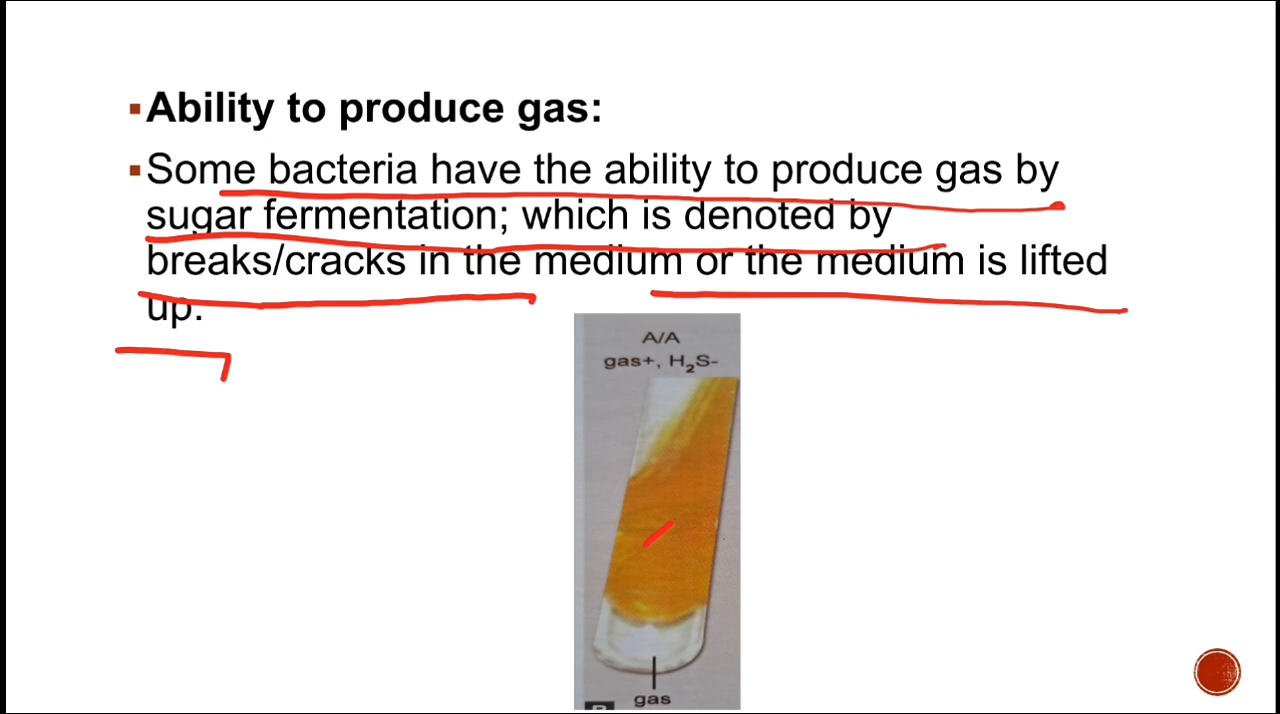 ▪Ability to produce gas:
▪Some bacteria have the ability to produce gas by
sugar fermentation; which is denoted by
breaks/cracks in the medium or the medium is lifted
up.
A/A
gas+, H₂S-
gas